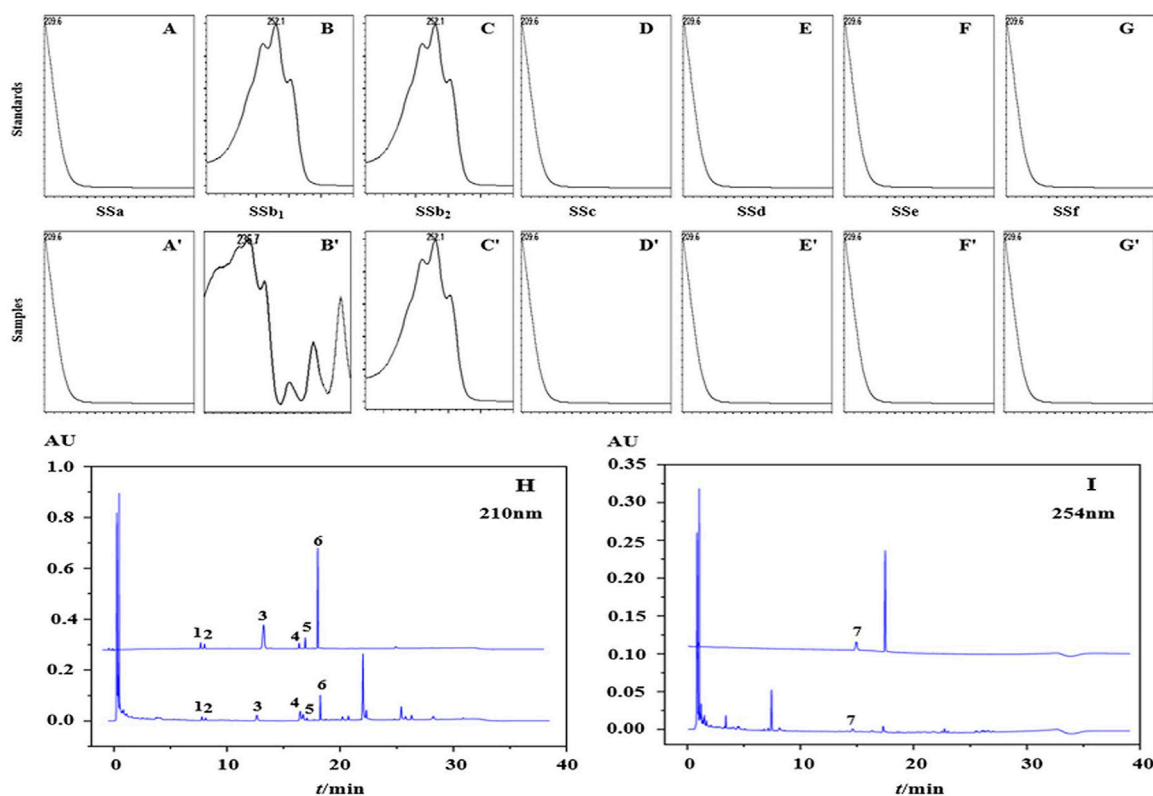 209.6 A 252.1 B 252.1 C 209.6 D 209.6 E 209.6 F 209.6 G
Standards
SSa SSb₁ SSb₂ SSc SSd SSe SSf
209.6 A' 236.7 B' 252.1 C' 209.6 D' 209.6 E' 209.6 F' 209.6 G'
Samples
AU
1.0
0.8
0.6
0.4
0.2
0.0
H
210nm
1 2 3 4 5 6
1 2 3 4 5 6
0 10 20 30 40
t/min
AU
0.35
0.30
0.25
0.20
0.15
0.10
0.05
0.00
I
254nm
7
7
0 10 20 30 40
t/min